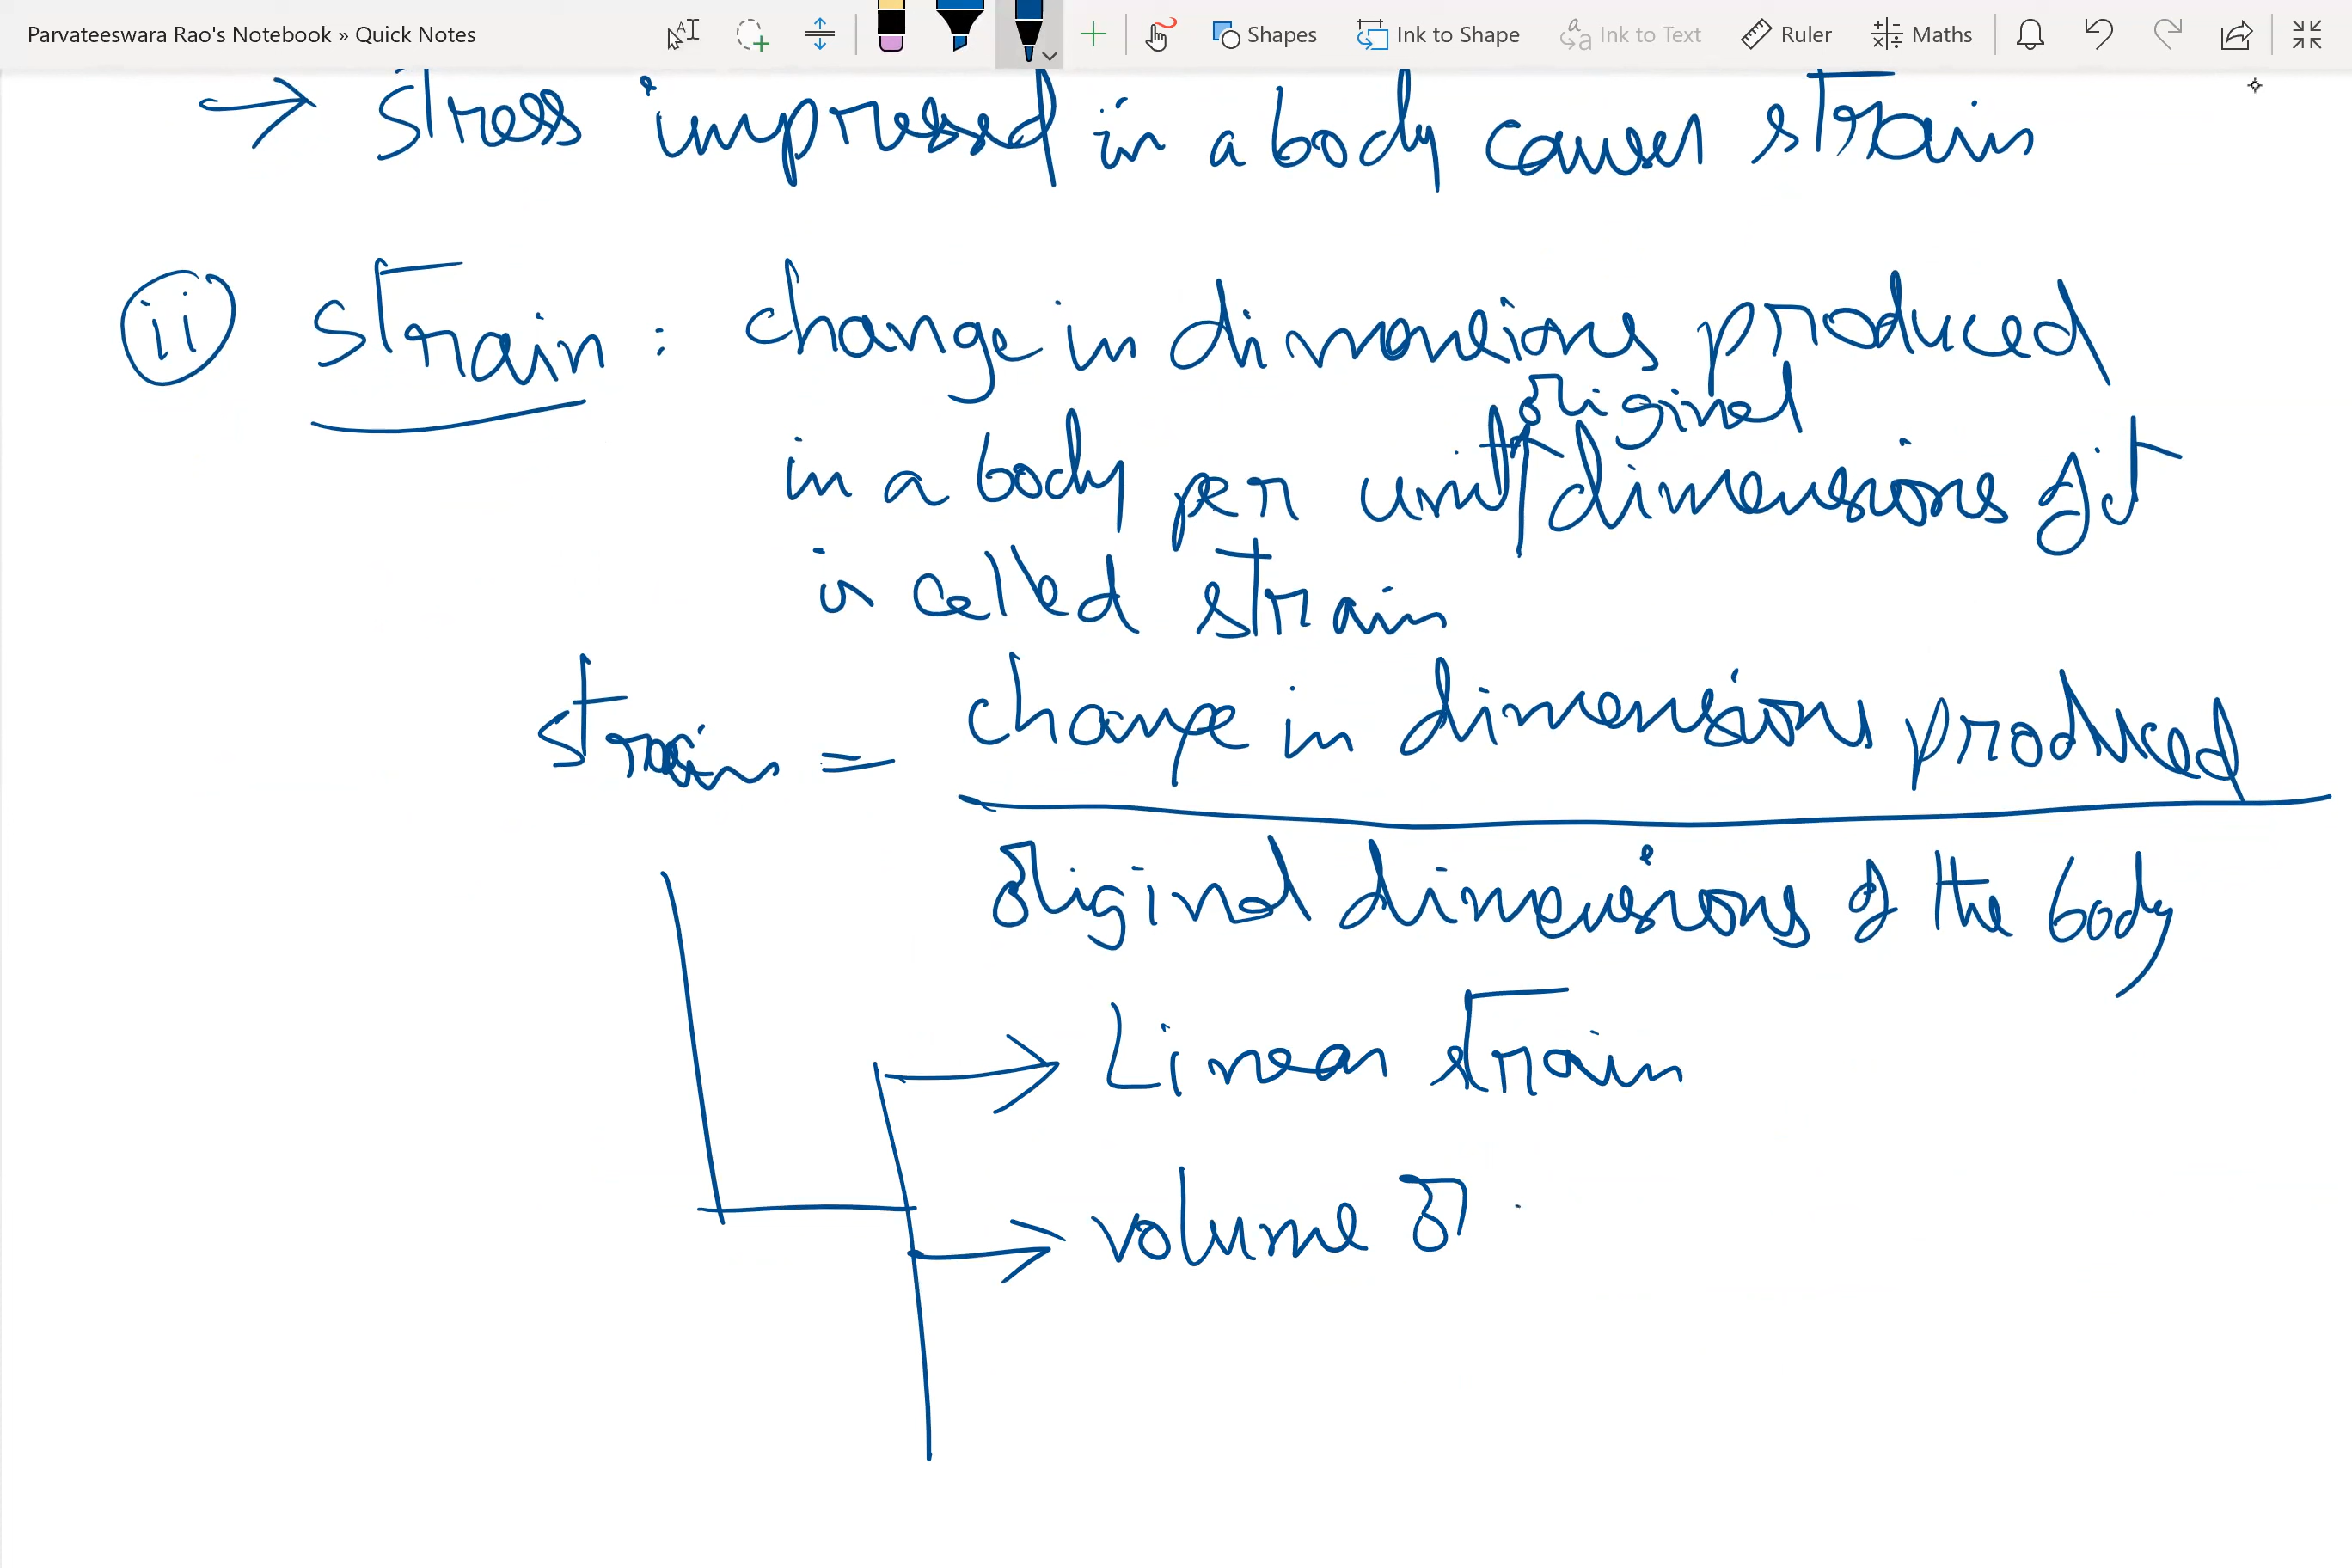 Parvateeswara Rao's Notebook » Quick Notes
Shapes Ink to Shape Ink to Text Ruler Maths
→ Stress impressed in a body causes strain
(ii) Strain : change in dimensions produced
original
in a body per unit dimensions of it
is called strain
strain = change in dimensions produced
original dimensions of the body
→ Linear strain
→ volume or